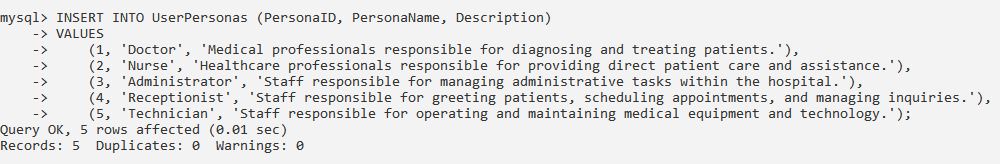 mysql> INSERT INTO UserPersonas (PersonaID, PersonaName, Description)
    -> VALUES
    ->     (1, 'Doctor', 'Medical professionals responsible for diagnosing and treating patients.'),
    ->     (2, 'Nurse', 'Healthcare professionals responsible for providing direct patient care and assistance.'),
    ->     (3, 'Administrator', 'Staff responsible for managing administrative tasks within the hospital.'),
    ->     (4, 'Receptionist', 'Staff responsible for greeting patients, scheduling appointments, and managing inquiries.'),
    ->     (5, 'Technician', 'Staff responsible for operating and maintaining medical equipment and technology.');
Query OK, 5 rows affected (0.01 sec)
Records: 5  Duplicates: 0  Warnings: 0